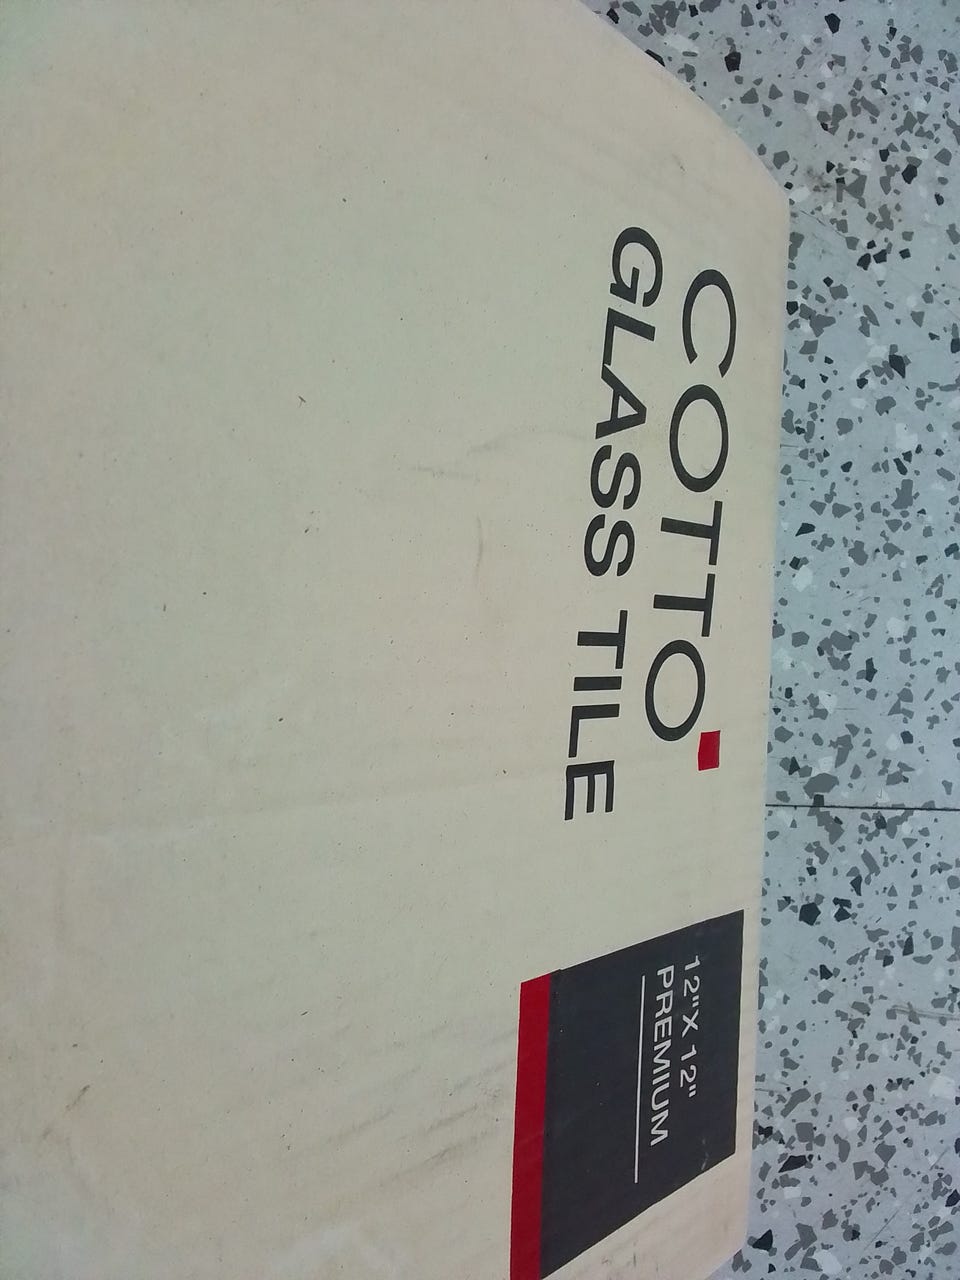 COTTO
GLASS TILE
12"X 12"
PREMIUM